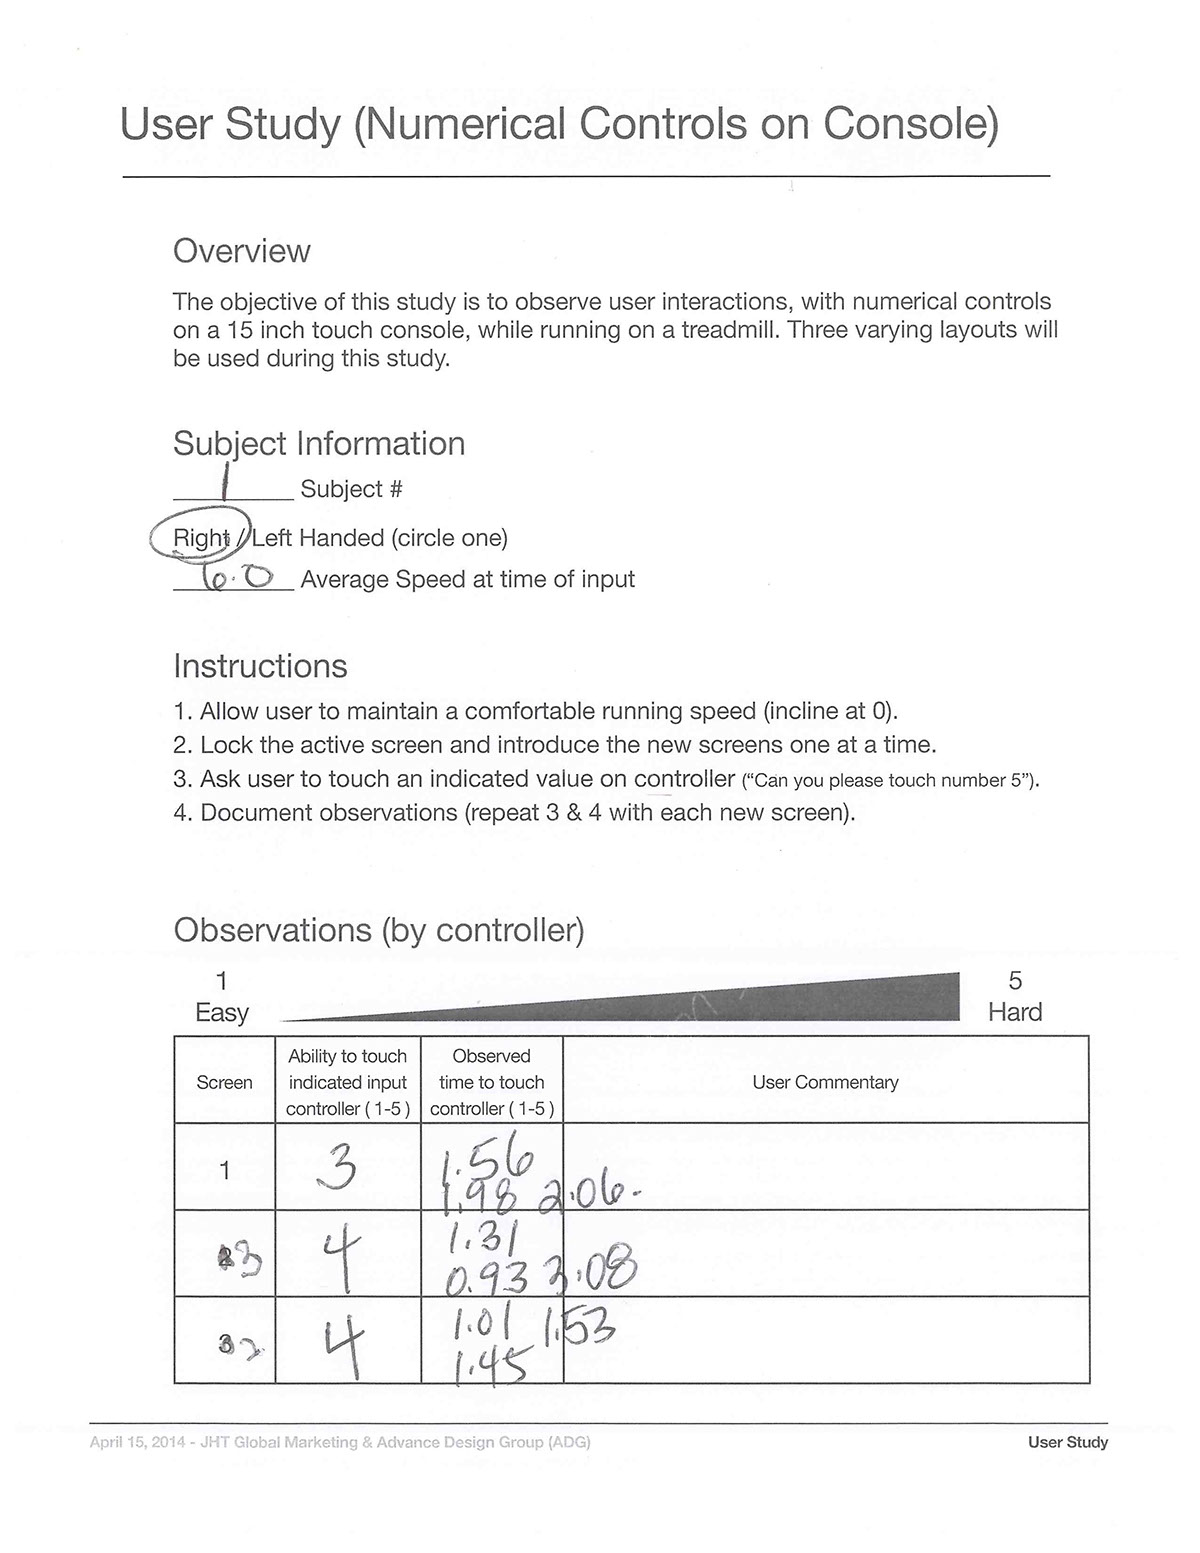 User Study (Numerical Controls on Console)
Overview
The objective of this study is to observe user interactions, with numerical controls
on a 15 inch touch console, while running on a treadmill. Three varying layouts will
be used during this study.
Subject Information
1 Subject #
Right / Left Handed (circle one)
6.0 Average Speed at time of input
Instructions
1. Allow user to maintain a comfortable running speed (incline at 0).
2. Lock the active screen and introduce the new screens one at a time.
3. Ask user to touch an indicated value on controller (“Can you please touch number 5”).
4. Document observations (repeat 3 & 4 with each new screen).
Observations (by controller)
1 5
Easy Hard
Screen
Ability to touch
indicated input
controller ( 1-5 )
Observed
time to touch
controller ( 1-5 )
User Commentary
1 3 1.56
1.98 2.06.
2 3 4 1.31
0.93 3.08
3 2 4 1.01 1.53
1.45
April 15, 2014 - JHT Global Marketing & Advance Design Group (ADG) User Study